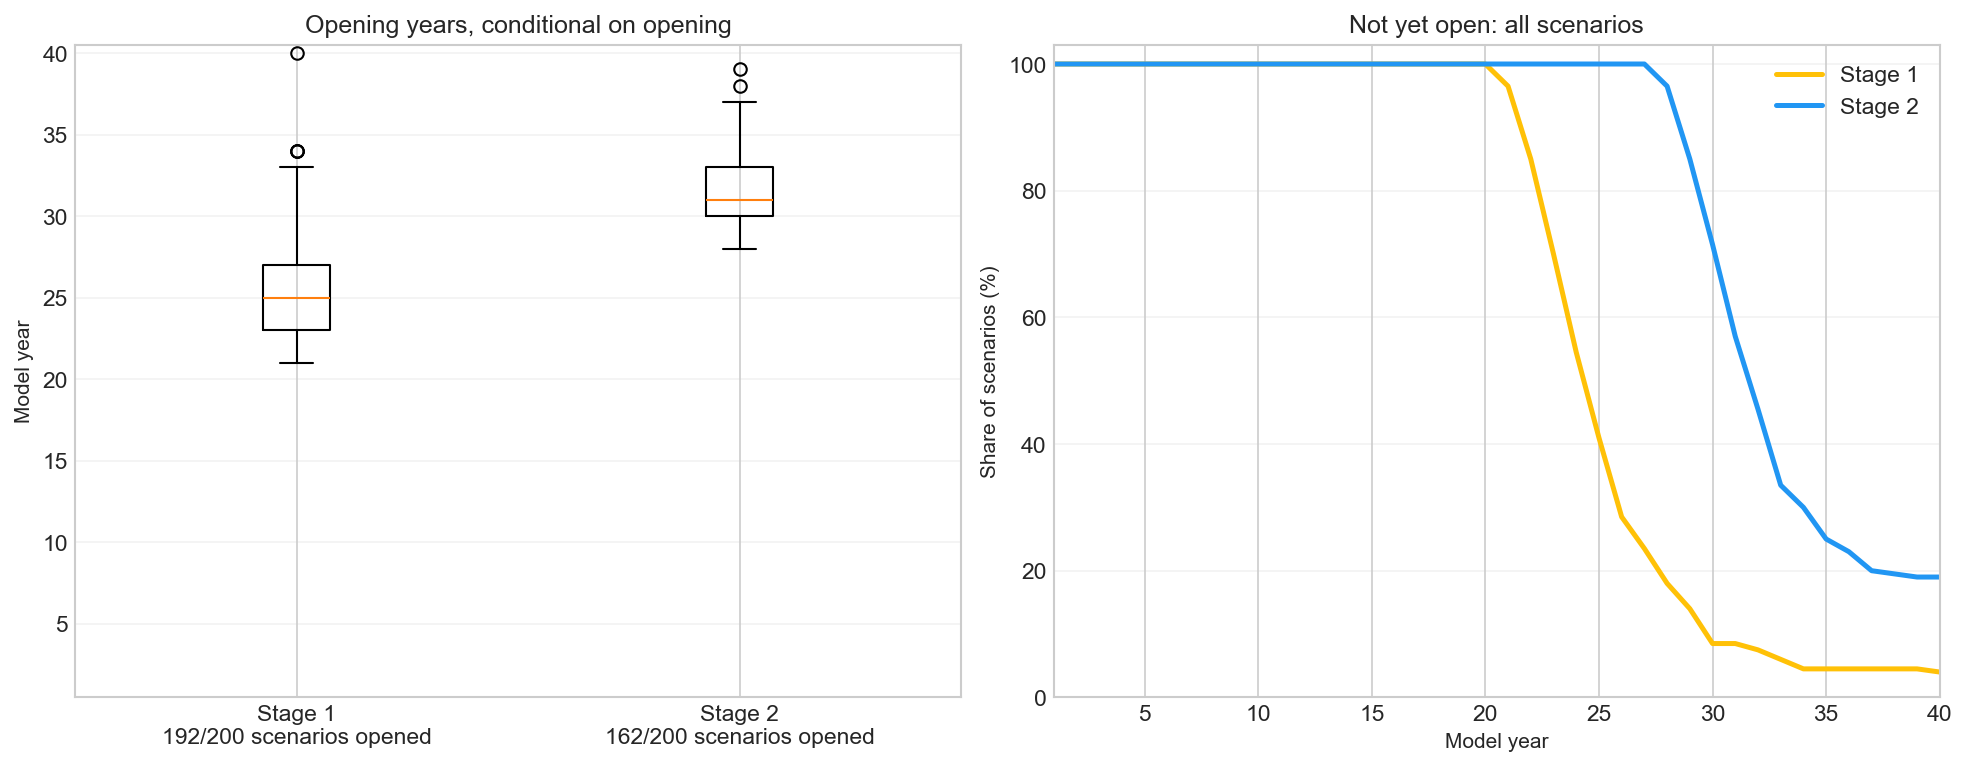 Opening years, conditional on opening
Model year
40
35
30
25
20
15
10
5
Stage 1
192/200 scenarios opened
Stage 2
162/200 scenarios opened
Not yet open: all scenarios
Share of scenarios (%)
100
80
60
40
20
0
Stage 1
Stage 2
5 10 15 20 25 30 35 40
Model year